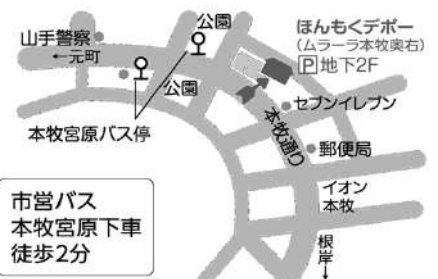 公園
山手警察
←元町
公園
本牧宮原バス停
ほんもくデポー
(ムラーラ本牧奥右)
P地下2F
セブンイレブン
本牧通り
郵便局
イオン
本牧
根岸
↓
市営バス
本牧宮原下車
徒歩2分